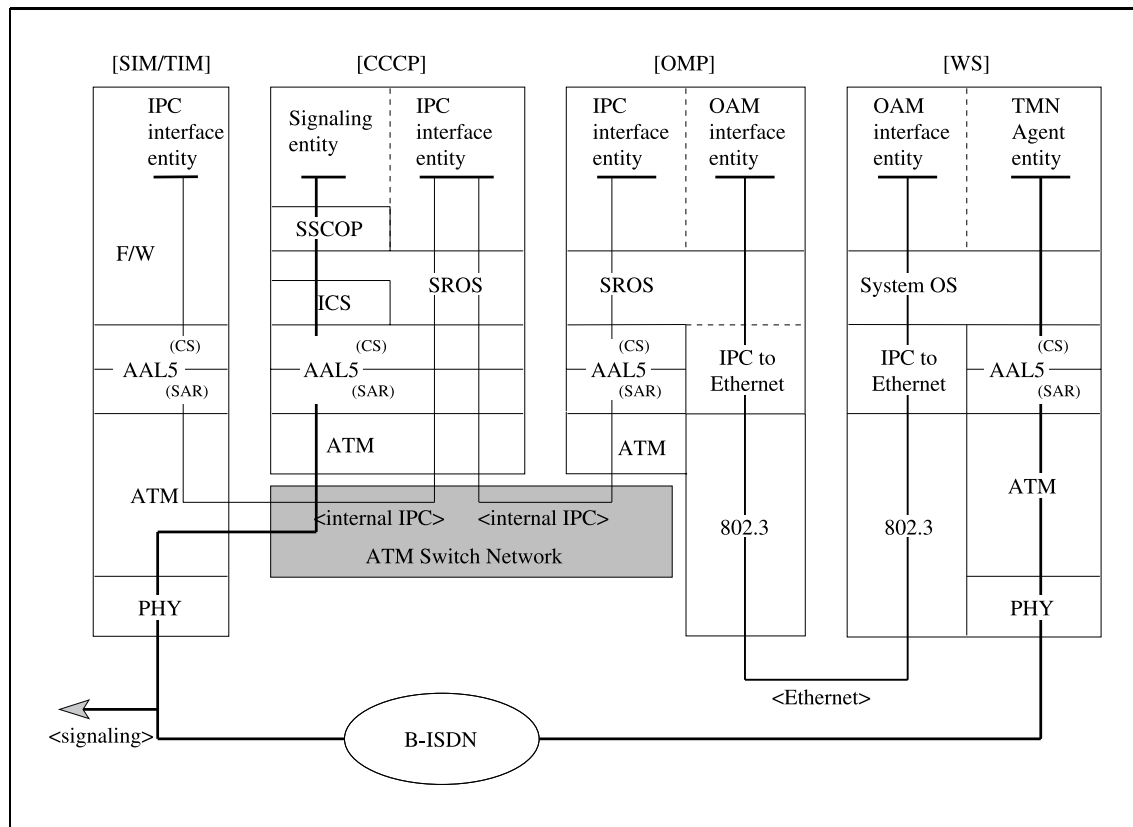 [SIM/TIM]
[CCCP]
[OMP]
[WS]
IPC
interface
entity
Signaling
entity
IPC
interface
entity
IPC
interface
entity
OAM
interface
entity
OAM
interface
entity
TMN
Agent
entity
SSCOP
F/W
ICS
SROS
SROS
System OS
(CS)
AAL5
(SAR)
(CS)
AAL5
(SAR)
(CS)
AAL5
(SAR)
IPC to
Ethernet
IPC to
Ethernet
(CS)
AAL5
(SAR)
ATM
ATM
ATM
ATM
<internal IPC>
<internal IPC>
ATM Switch Network
802.3
802.3
PHY
PHY
<Ethernet>
<signaling>
B-ISDN